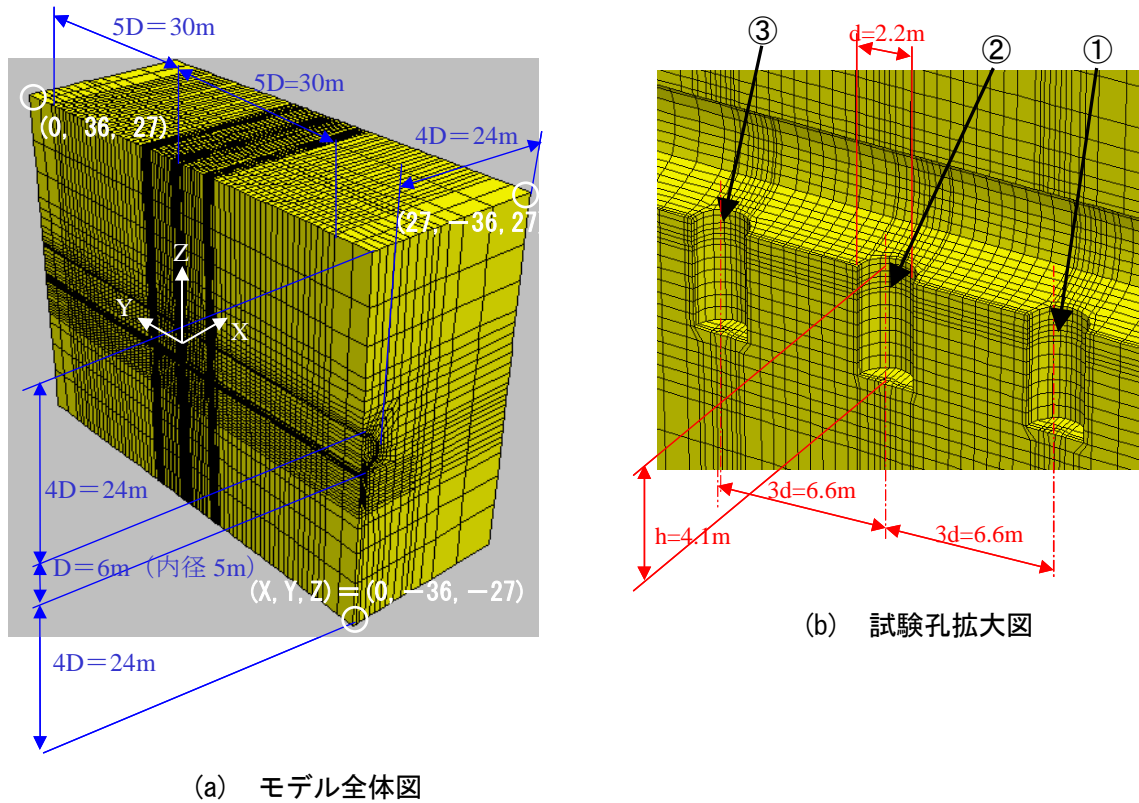 5D＝30m
5D=30m
4D＝24m
(0, 36, 27)
(27, －36, 27
Z
Y
X
4D＝24m
D＝6m（内径 5m）
(X, Y, Z)＝(0, －36, －27)
4D＝24m
(a) モデル全体図
③
d=2.2m
②
①
3d=6.6m
h=4.1m
3d=6.6m
(b) 試験孔拡大図